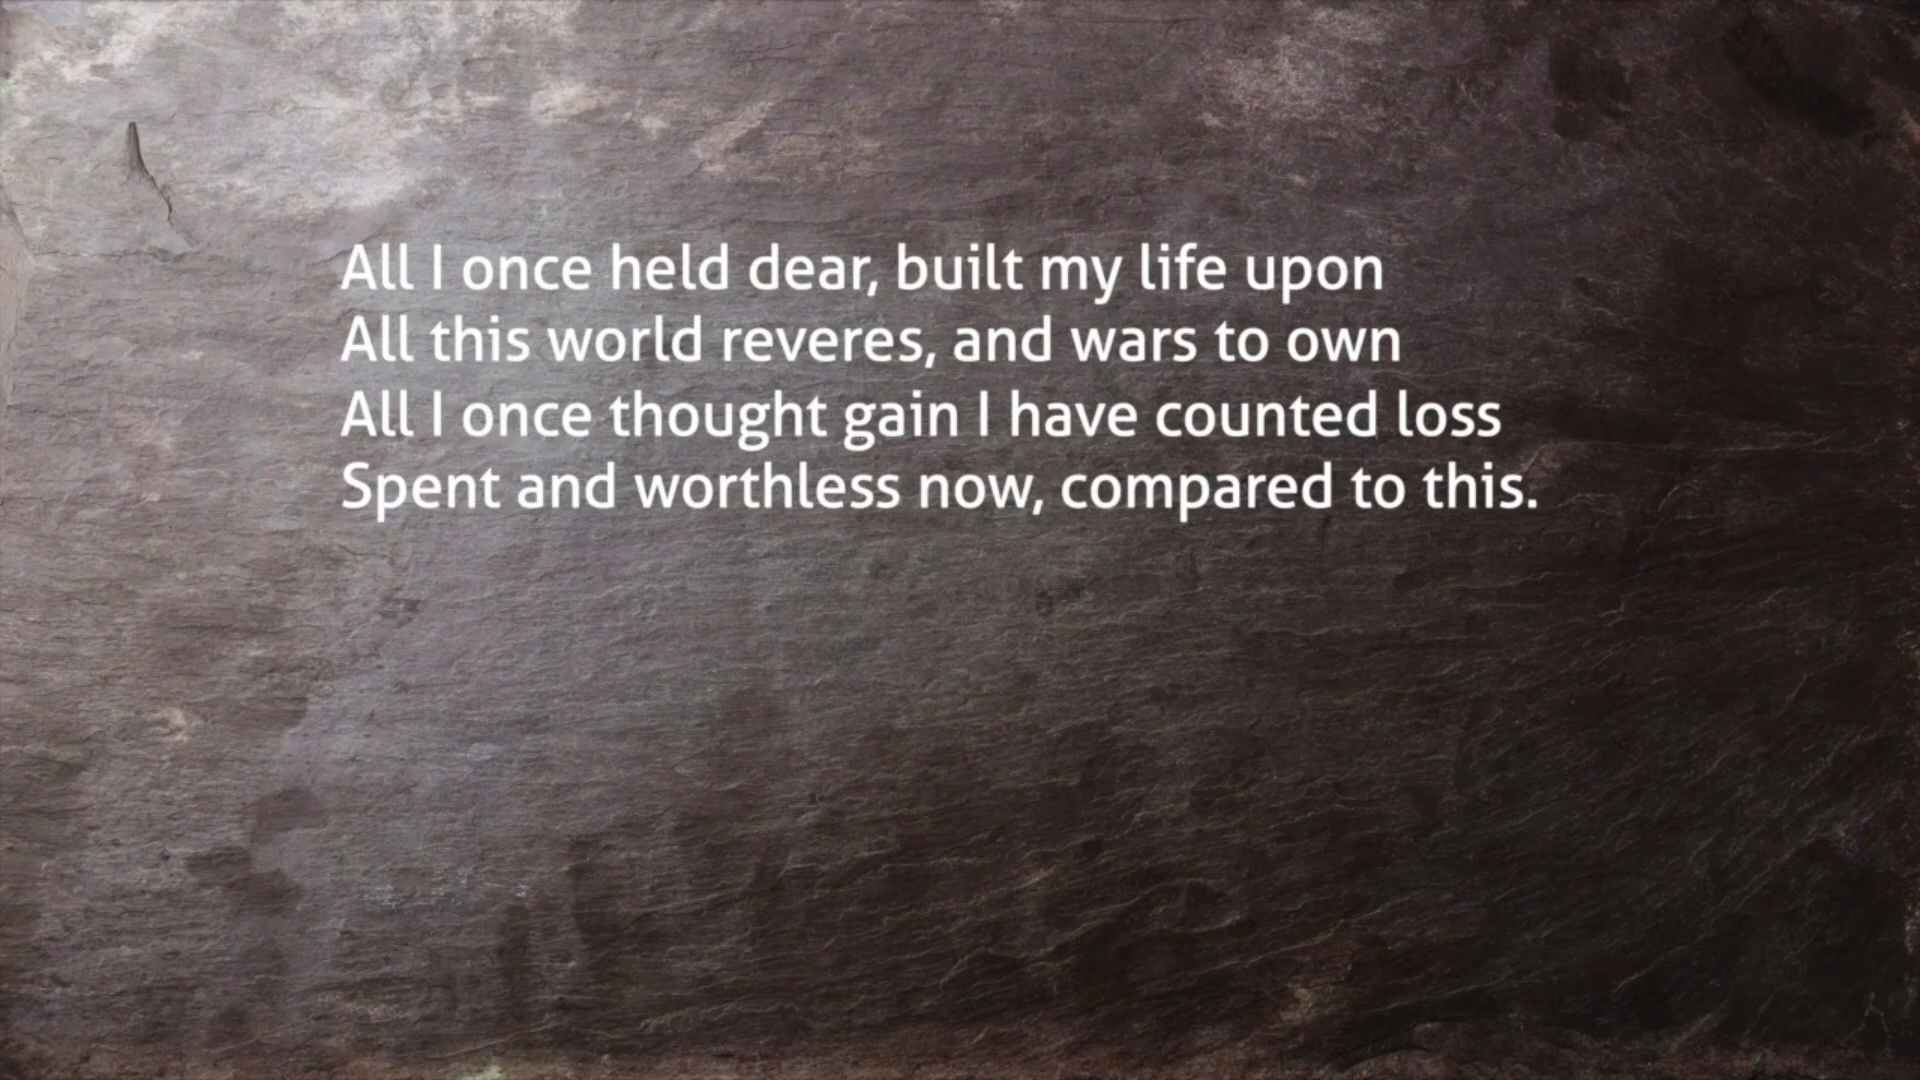 All I once held dear, built my life upon
All this world reveres, and wars to own
All I once thought gain I have counted loss
Spent and worthless now, compared to this.